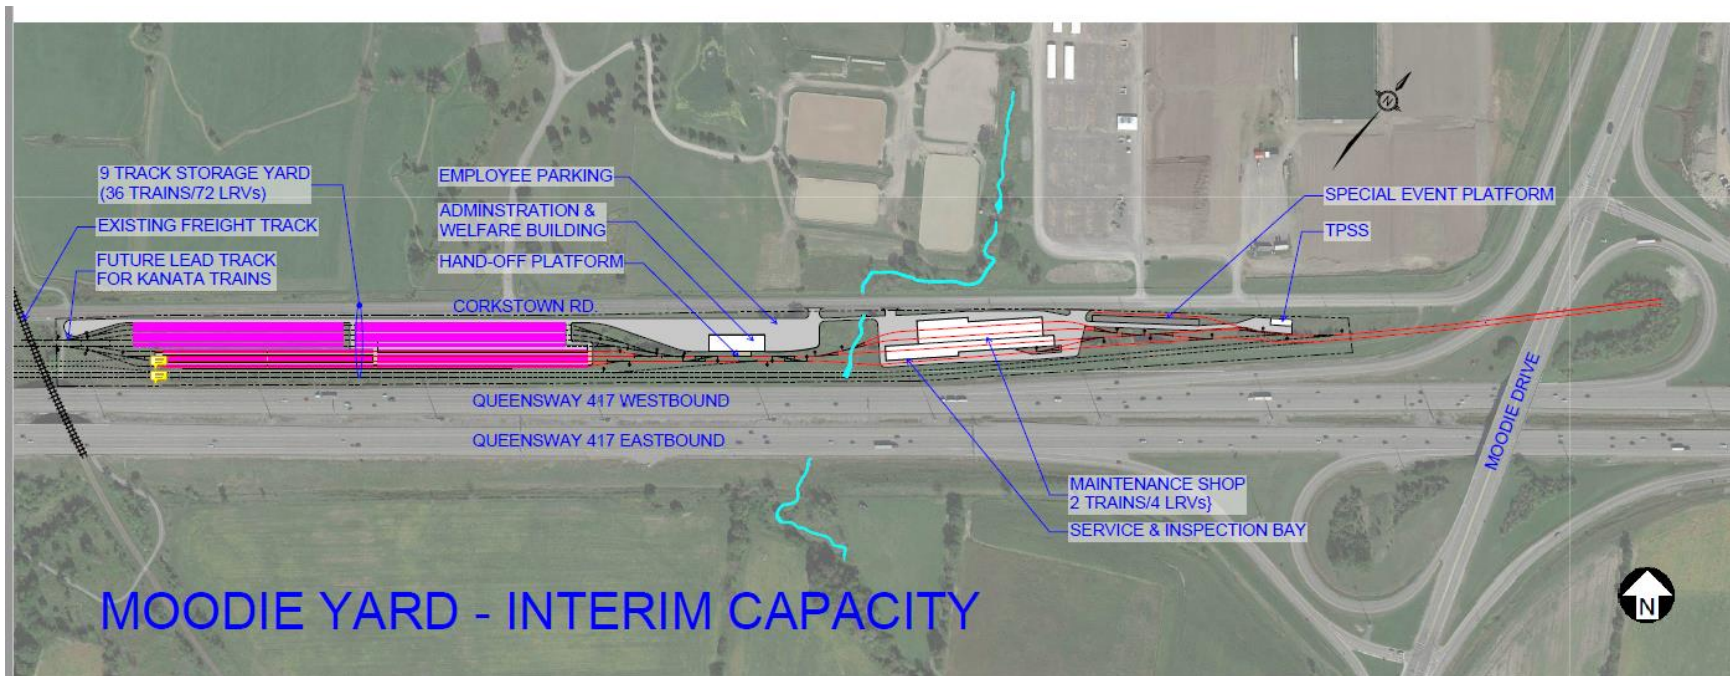 9 TRACK STORAGE YARD
(36 TRAINS/72 LRVs)
EXISTING FREIGHT TRACK
FUTURE LEAD TRACK
FOR KANATA TRAINS
EMPLOYEE PARKING
ADMINSTRATION &
WELFARE BUILDING
HAND-OFF PLATFORM
CORKSTOWN RD.
SPECIAL EVENT PLATFORM
TPSS
QUEENSWAY 417 WESTBOUND
QUEENSWAY 417 EASTBOUND
MOODIE DRIVE
MAINTENANCE SHOP
2 TRAINS/4 LRVs}
SERVICE & INSPECTION BAY
MOODIE YARD - INTERIM CAPACITY
N